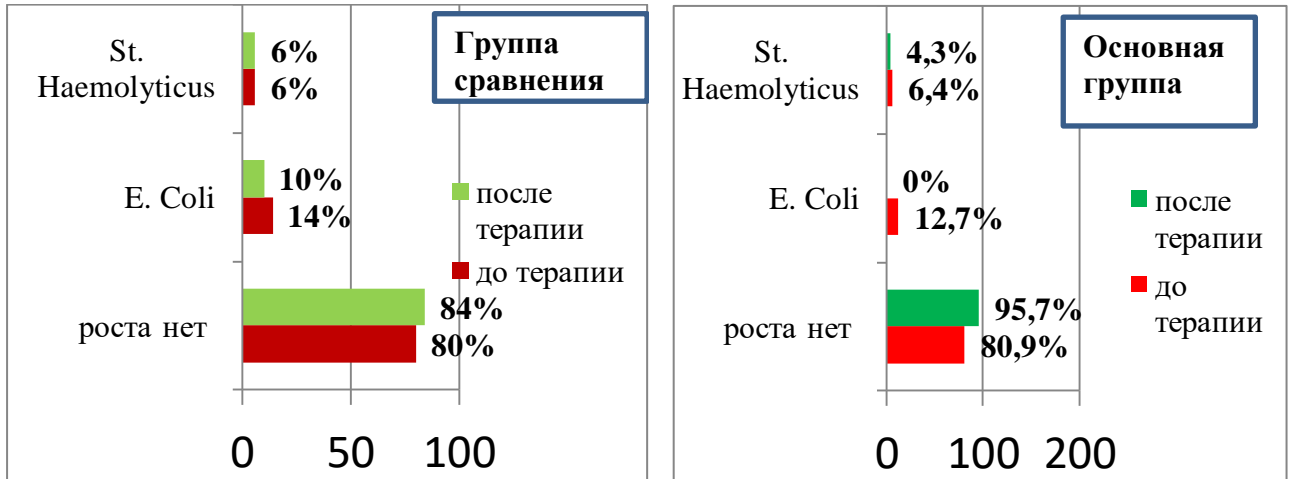 Группа
сравнения
St.
Haemolyticus
6%
6%
E. Coli
10%
14%
роста нет
84%
80%
после
терапии
до терапии
0 50 100
Основная
группа
St.
Haemolyticus
4,3%
6,4%
E. Coli
0%
12,7%
роста нет
95,7%
80,9%
после
терапии
до
терапии
0 100 200